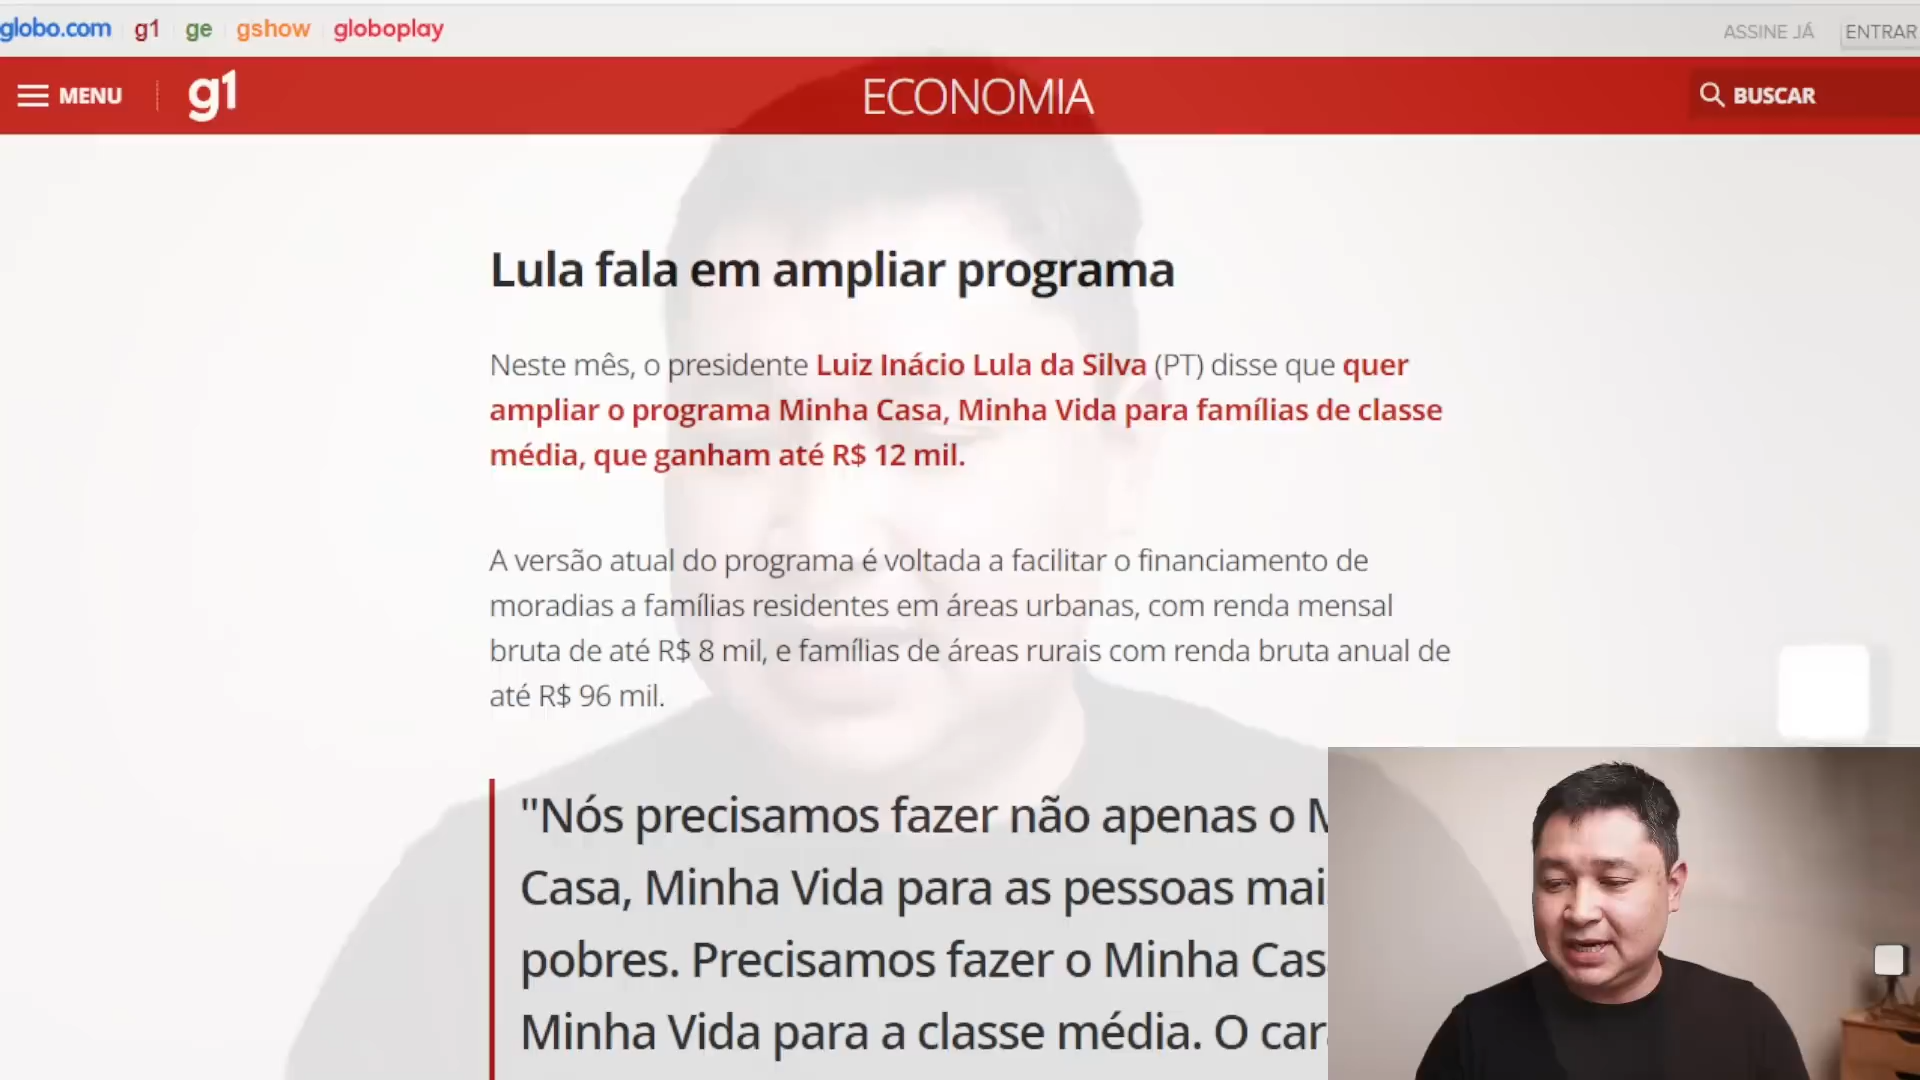 globo.com g1 ge gshow globoplay ASSINE JÁ ENTRAR
MENU g1 ECONOMIA BUSCAR
Lula fala em ampliar programa
Neste mês, o presidente Luiz Inácio Lula da Silva (PT) disse que quer
ampliar o programa Minha Casa, Minha Vida para famílias de classe
média, que ganham até R$ 12 mil.
A versão atual do programa é voltada a facilitar o financiamento de
moradias a famílias residentes em áreas urbanas, com renda mensal
bruta de até R$ 8 mil, e famílias de áreas rurais com renda bruta anual de
até R$ 96 mil.
"Nós precisamos fazer não apenas o
Casa, Minha Vida para as pessoas mai
pobres. Precisamos fazer o Minha Cas
Minha Vida para a classe média. O car